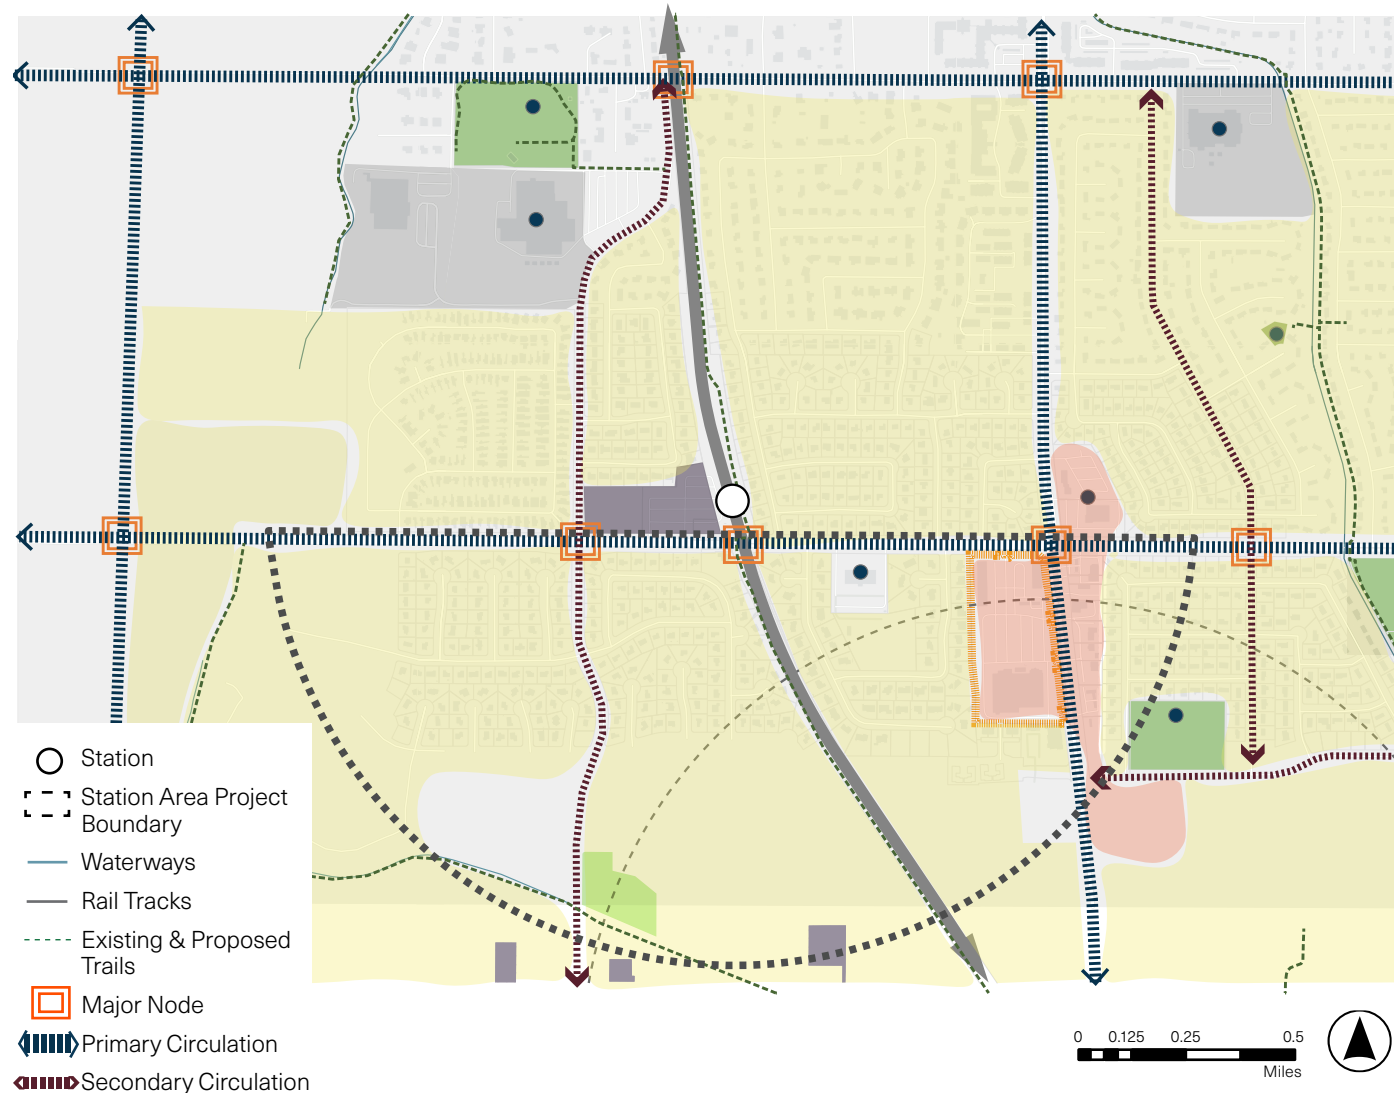 Station
Station Area Project
Boundary
Waterways
Rail Tracks
Existing & Proposed
Trails
Major Node
Primary Circulation
Secondary Circulation
0 0.125 0.25 0.5
Miles